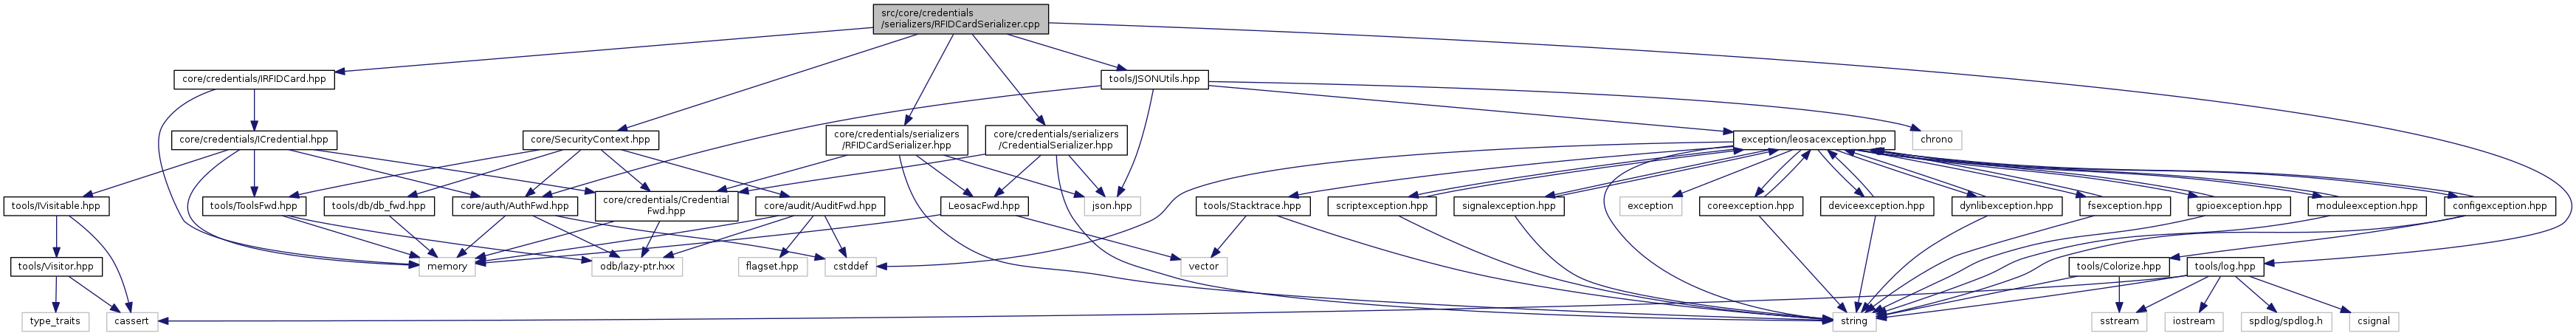 src/core/credentials
/serializers/RFIDCardSerializer.cpp
core/credentials/IRFIDCard.hpp
tools/JSONUtils.hpp
core/credentials/ICredential.hpp
core/SecurityContext.hpp
core/credentials/serializers
/RFIDCardSerializer.hpp
core/credentials/serializers
/CredentialSerializer.hpp
exception/leosacexception.hpp
chrono
tools/IVisitable.hpp
tools/ToolsFwd.hpp
tools/db/db_fwd.hpp
core/auth/AuthFwd.hpp
core/credentials/Credential
Fwd.hpp
core/audit/AuditFwd.hpp
LeosacFwd.hpp
json.hpp
tools/Stacktrace.hpp
scriptexception.hpp
signalexception.hpp
exception
coreexception.hpp
deviceexception.hpp
dynlibexception.hpp
fsexception.hpp
gpioexception.hpp
moduleexception.hpp
configexception.hpp
tools/Visitor.hpp
memory
odb/lazy-ptr.hxx
flagset.hpp
cstddef
vector
tools/Colorize.hpp
tools/log.hpp
type_traits
cassert
string
sstream
iostream
spdlog/spdlog.h
csignal